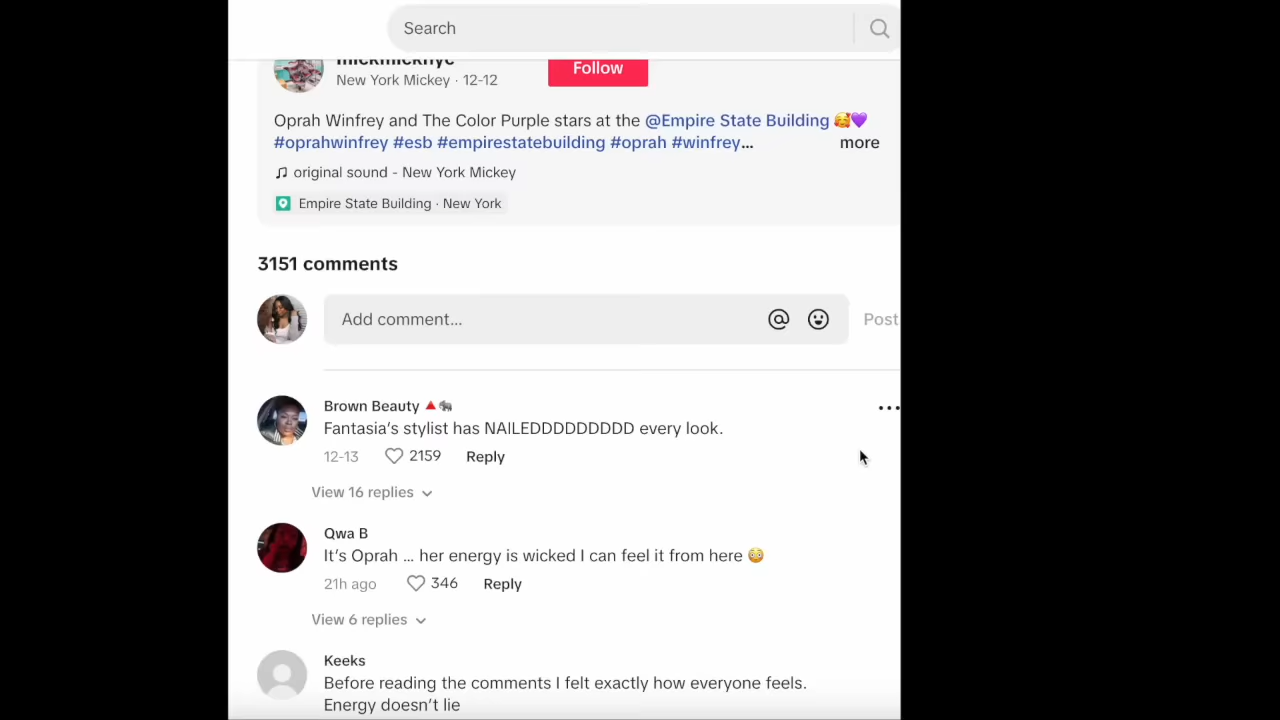 Search
mickmicknyc
New York Mickey · 12-12
Follow
Oprah Winfrey and The Color Purple stars at the @Empire State Building 🥰💜
#oprahwinfrey #esb #empirestatebuilding #oprah #winfrey...
more
original sound - New York Mickey
Empire State Building · New York
3151 comments
Add comment...
Post
Brown Beauty 🔺🐘
Fantasia's stylist has NAILEDDDDDDDDD every look.
12-13 2159 Reply
View 16 replies
Qwa B
It's Oprah ... her energy is wicked I can feel it from here 😳
21h ago 346 Reply
View 6 replies
Keeks
Before reading the comments I felt exactly how everyone feels.
Energy doesn't lie